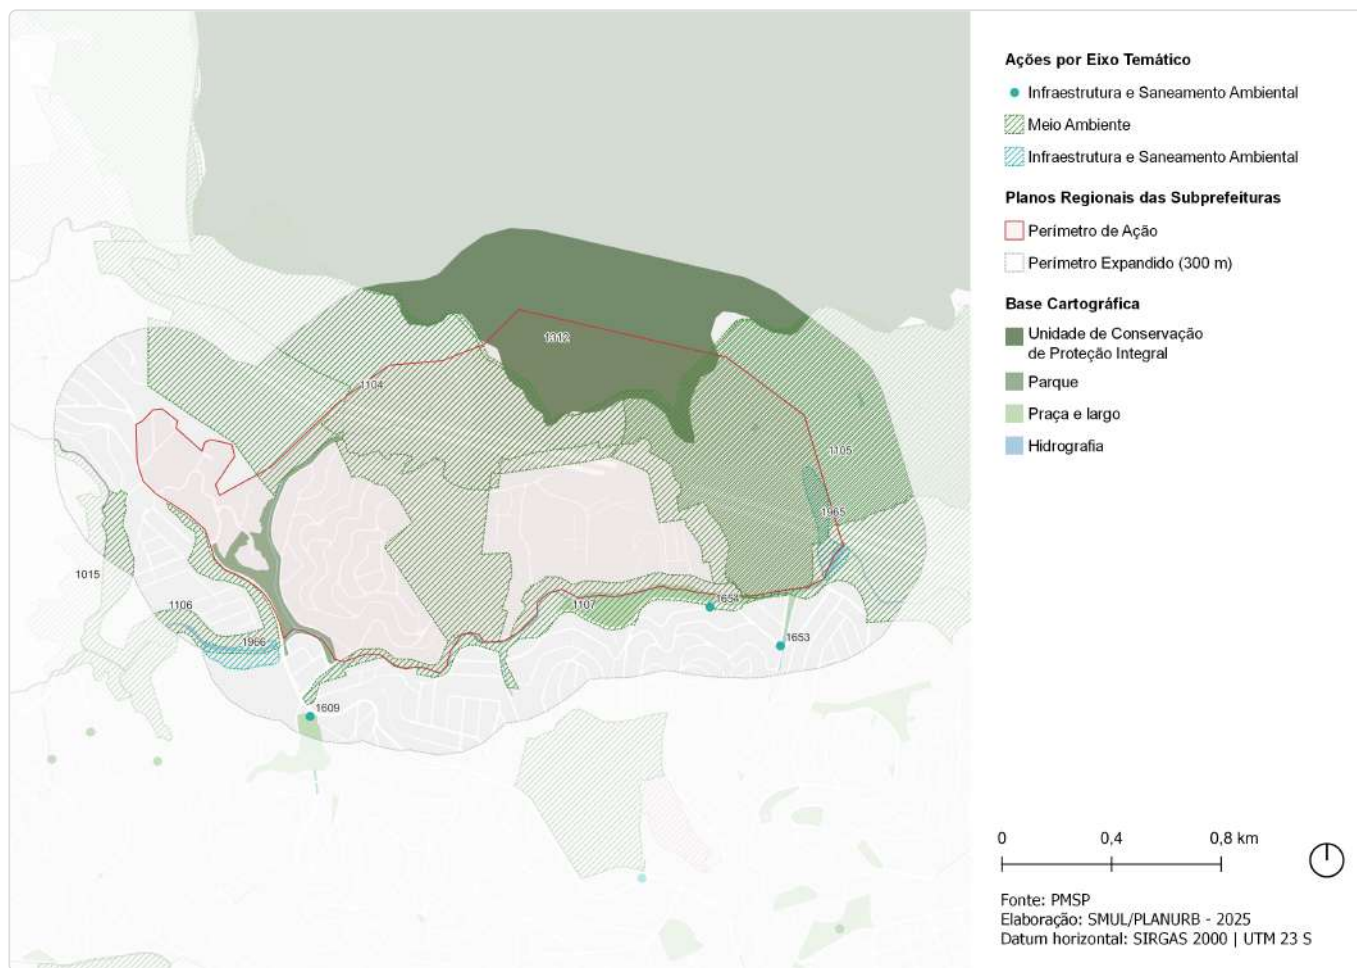 1312
1104
1105
1965
1015
1106
1107
1654
1966
1653
1609
Ações por Eixo Temático
Infraestrutura e Saneamento Ambiental
Meio Ambiente
Infraestrutura e Saneamento Ambiental
Planos Regionais das Subprefeituras
Perímetro de Ação
Perímetro Expandido (300 m)
Base Cartográfica
Unidade de Conservação
de Proteção Integral
Parque
Praça e largo
Hidrografia
0 0,4 0,8 km
Fonte: PMSP
Elaboração: SMUL/PLANURB - 2025
Datum horizontal: SIRGAS 2000 | UTM 23 S